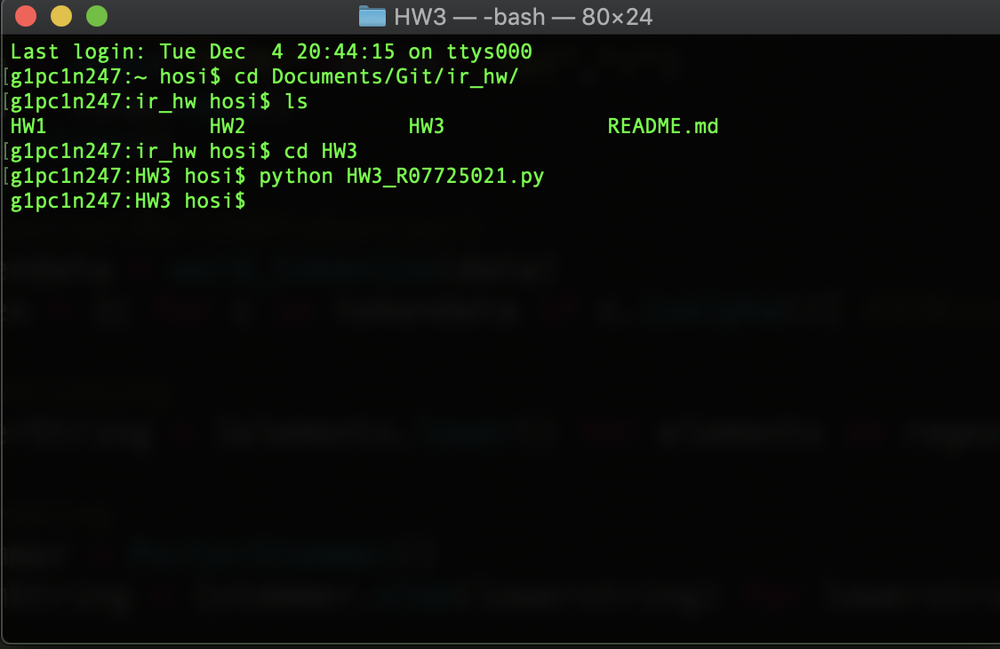 HW3 — -bash — 80×24
Last login: Tue Dec  4 20:44:15 on ttys000
[g1pc1n247:~ hosi$ cd Documents/Git/ir_hw/
[g1pc1n247:ir_hw hosi$ ls
HW1             HW2             HW3             README.md
[g1pc1n247:ir_hw hosi$ cd HW3
[g1pc1n247:HW3 hosi$ python HW3_R07725021.py
g1pc1n247:HW3 hosi$